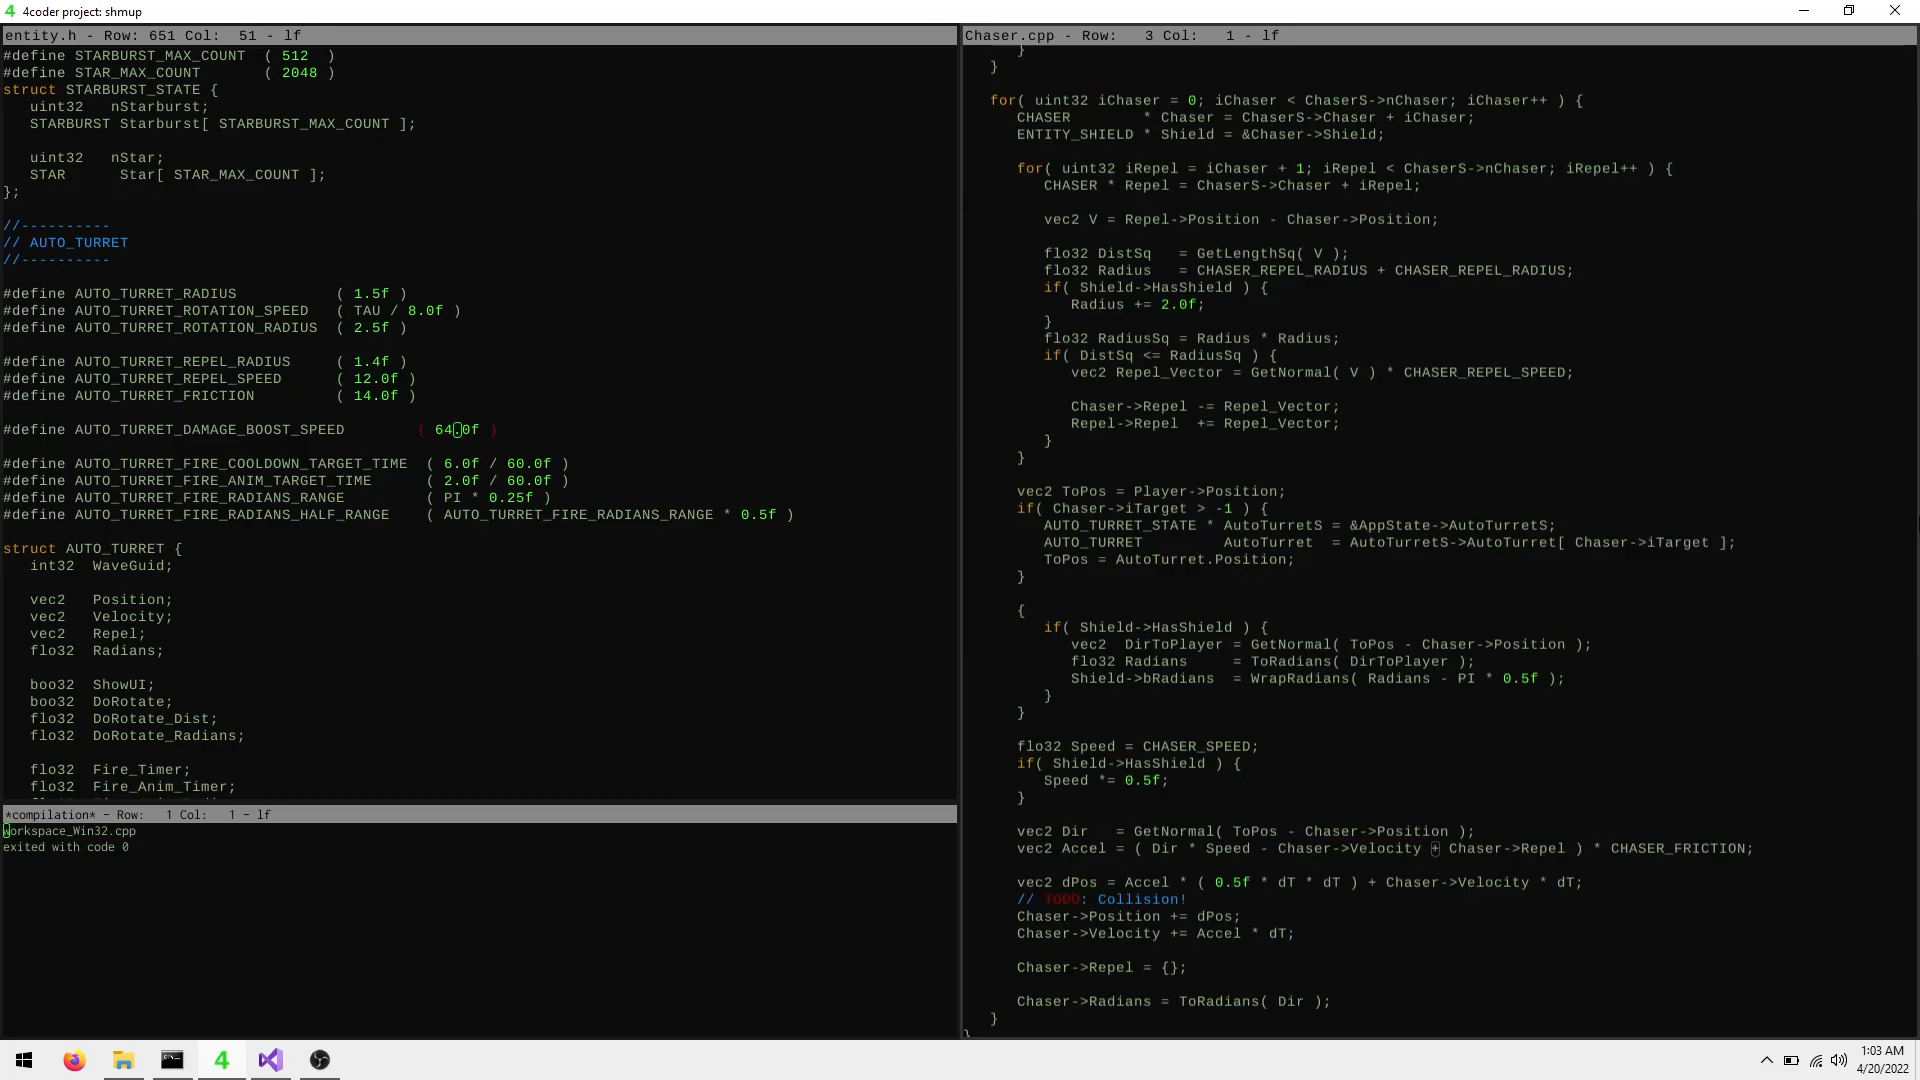 4coder project: shmup
entity.h - Row: 651 Col:  51 - lf
#define STARBURST_MAX_COUNT  ( 512  )
#define STAR_MAX_COUNT       ( 2048 )
struct STARBURST_STATE {
   uint32   nStarburst;
   STARBURST Starburst[ STARBURST_MAX_COUNT ];
   uint32   nStar;
   STAR      Star[ STAR_MAX_COUNT ];
};
//----------
// AUTO_TURRET
//----------
#define AUTO_TURRET_RADIUS           ( 1.5f )
#define AUTO_TURRET_ROTATION_SPEED   ( TAU / 8.0f )
#define AUTO_TURRET_ROTATION_RADIUS  ( 2.5f )
#define AUTO_TURRET_REPEL_RADIUS     ( 1.4f )
#define AUTO_TURRET_REPEL_SPEED      ( 12.0f )
#define AUTO_TURRET_FRICTION         ( 14.0f )
#define AUTO_TURRET_DAMAGE_BOOST_SPEED        ( 64.0f )
#define AUTO_TURRET_FIRE_COOLDOWN_TARGET_TIME  ( 6.0f / 60.0f )
#define AUTO_TURRET_FIRE_ANIM_TARGET_TIME      ( 2.0f / 60.0f )
#define AUTO_TURRET_FIRE_RADIANS_RANGE         ( PI * 0.25f )
#define AUTO_TURRET_FIRE_RADIANS_HALF_RANGE    ( AUTO_TURRET_FIRE_RADIANS_RANGE * 0.5f )
struct AUTO_TURRET {
   int32  WaveGuid;
   vec2   Position;
   vec2   Velocity;
   vec2   Repel;
   flo32  Radians;
   boo32  ShowUI;
   boo32  DoRotate;
   flo32  DoRotate_Dist;
   flo32  DoRotate_Radians;
   flo32  Fire_Timer;
   flo32  Fire_Anim_Timer;
*compilation* - Row:   1 Col:   1 - lf
workspace_Win32.cpp
exited with code 0
Chaser.cpp - Row:   3 Col:   1 - lf
      }
   }
   for( uint32 iChaser = 0; iChaser < ChaserS->nChaser; iChaser++ ) {
      CHASER        * Chaser = ChaserS->Chaser + iChaser;
      ENTITY_SHIELD * Shield = &Chaser->Shield;
      for( uint32 iRepel = iChaser + 1; iRepel < ChaserS->nChaser; iRepel++ ) {
         CHASER * Repel = ChaserS->Chaser + iRepel;
         vec2 V = Repel->Position - Chaser->Position;
         flo32 DistSq   = GetLengthSq( V );
         flo32 Radius   = CHASER_REPEL_RADIUS + CHASER_REPEL_RADIUS;
         if( Shield->HasShield ) {
            Radius += 2.0f;
         }
         flo32 RadiusSq = Radius * Radius;
         if( DistSq <= RadiusSq ) {
            vec2 Repel_Vector = GetNormal( V ) * CHASER_REPEL_SPEED;
            Chaser->Repel -= Repel_Vector;
            Repel->Repel  += Repel_Vector;
         }
      }
      vec2 ToPos = Player->Position;
      if( Chaser->iTarget > -1 ) {
         AUTO_TURRET_STATE * AutoTurretS = &AppState->AutoTurretS;
         AUTO_TURRET         AutoTurret  = AutoTurretS->AutoTurret[ Chaser->iTarget ];
         ToPos = AutoTurret.Position;
      }
      {
         if( Shield->HasShield ) {
            vec2  DirToPlayer = GetNormal( ToPos - Chaser->Position );
            flo32 Radians     = ToRadians( DirToPlayer );
            Shield->bRadians  = WrapRadians( Radians - PI * 0.5f );
         }
      }
      flo32 Speed = CHASER_SPEED;
      if( Shield->HasShield ) {
         Speed *= 0.5f;
      }
      vec2 Dir   = GetNormal( ToPos - Chaser->Position );
      vec2 Accel = ( Dir * Speed - Chaser->Velocity + Chaser->Repel ) * CHASER_FRICTION;
      vec2 dPos = Accel * ( 0.5f * dT * dT ) + Chaser->Velocity * dT;
      // TODO: Collision!
      Chaser->Position += dPos;
      Chaser->Velocity += Accel * dT;
      Chaser->Repel = {};
      Chaser->Radians = ToRadians( Dir );
   }
}
1:03 AM
4/20/2022